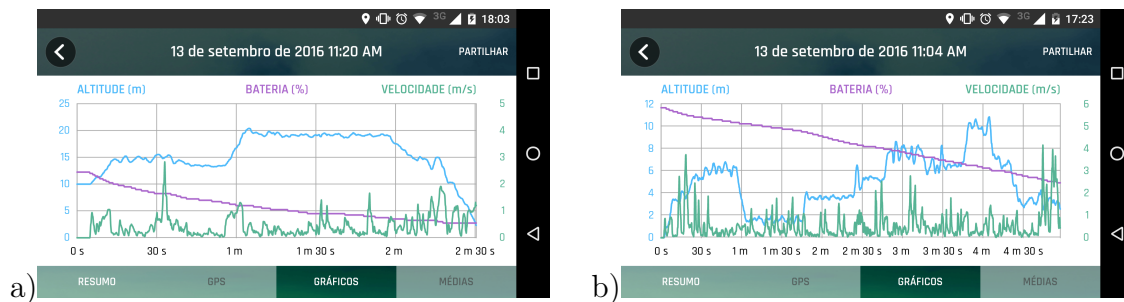 3G 18:03
13 de setembro de 2016 11:20 AM PARTILHAR
ALTITUDE (m) BATERIA (%) VELOCIDADE (m/s)
25 5
20 4
15 3
10 2
5 1
0 0
0 s 30 s 1 m 1 m 30 s 2 m 2 m 30 s
RESUMO GPS GRÁFICOS MÉDIAS
a)
3G 17:23
13 de setembro de 2016 11:04 AM PARTILHAR
ALTITUDE (m) BATERIA (%) VELOCIDADE (m/s)
12 6
10 5
8 4
6 3
4 2
2 1
0 0
0 s 30 s 1 m 1 m 30 s 2 m 2 m 30 s 3 m 3 m 30 s 4 m 4 m 30 s
RESUMO GPS GRÁFICOS MÉDIAS
b)